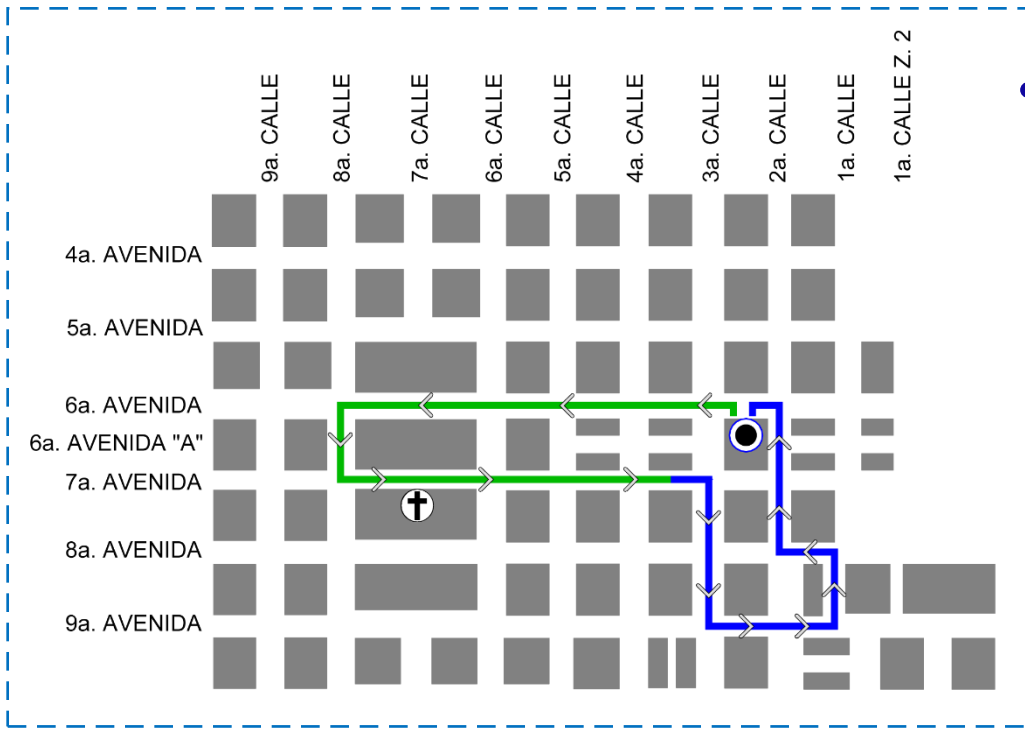 9a. CALLE
8a. CALLE
7a. CALLE
6a. CALLE
5a. CALLE
4a. CALLE
3a. CALLE
2a. CALLE
1a. CALLE
1a. CALLE Z. 2
4a. AVENIDA
5a. AVENIDA
6a. AVENIDA
6a. AVENIDA "A"
7a. AVENIDA
8a. AVENIDA
9a. AVENIDA